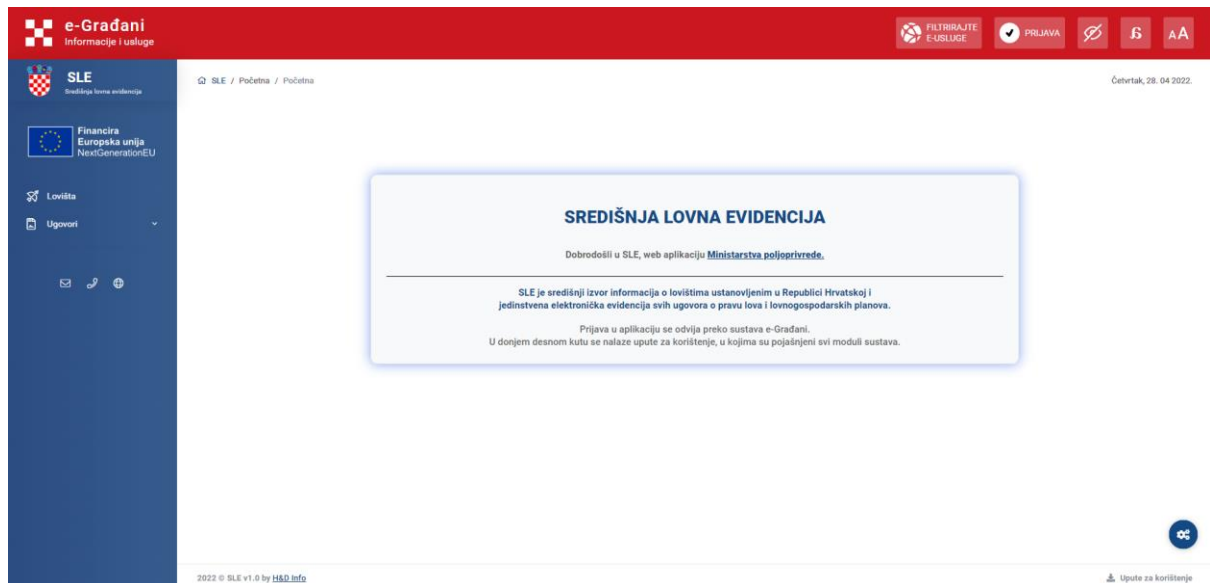 e-Građani
Informacije i usluge
FILTRIRAJTE
E-USLUGE
PRIJAVA
AA
SLE
Središnja lovna evidencija
SLE / Početna / Početna
Četvrtak, 28. 04 2022.
Financira
Europska unija
NextGenerationEU
Lovišta
Ugovori
SREDIŠNJA LOVNA EVIDENCIJA
Dobrodošli u SLE, web aplikaciju Ministarstva poljoprivrede.
SLE je središnji izvor informacija o lovištima ustanovljenim u Republici Hrvatskoj i
jedinstvena elektronička evidencija svih ugovora o pravu lova i lovnogospodarskih planova.
Prijava u aplikaciju se odvija preko sustava e-Građani.
U donjem desnom kutu se nalaze upute za korištenje, u kojima su pojašnjeni svi moduli sustava.
2022 © SLE v1.0 by H&D Info
Upute za korištenje